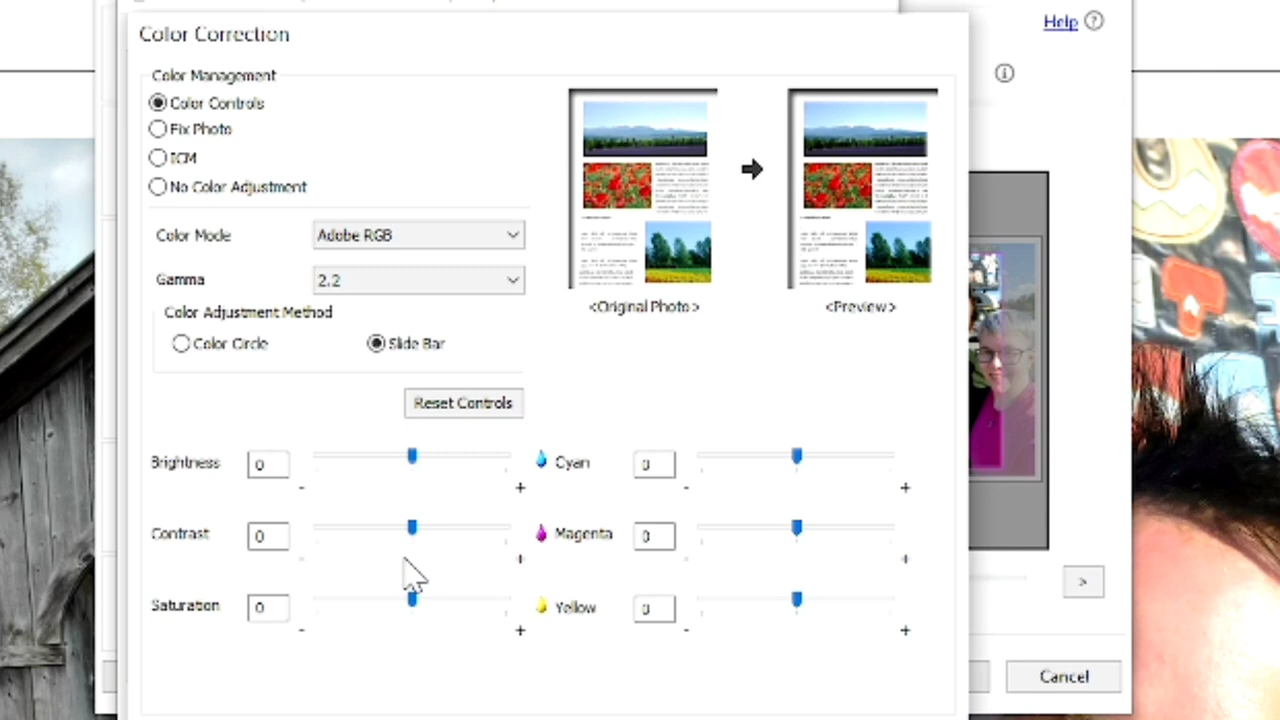 Color Correction
Help ?
Color Management
Color Controls
Fix Photo
ICM
No Color Adjustment
Color Mode
Adobe RGB
Gamma
2.2
<Original Photo>
<Preview>
Color Adjustment Method
Color Circle
Slide Bar
Reset Controls
Brightness 0 - +
Cyan 0 - +
Contrast 0 - +
Magenta 0 - +
Saturation 0 - +
Yellow 0 - +
>
Cancel